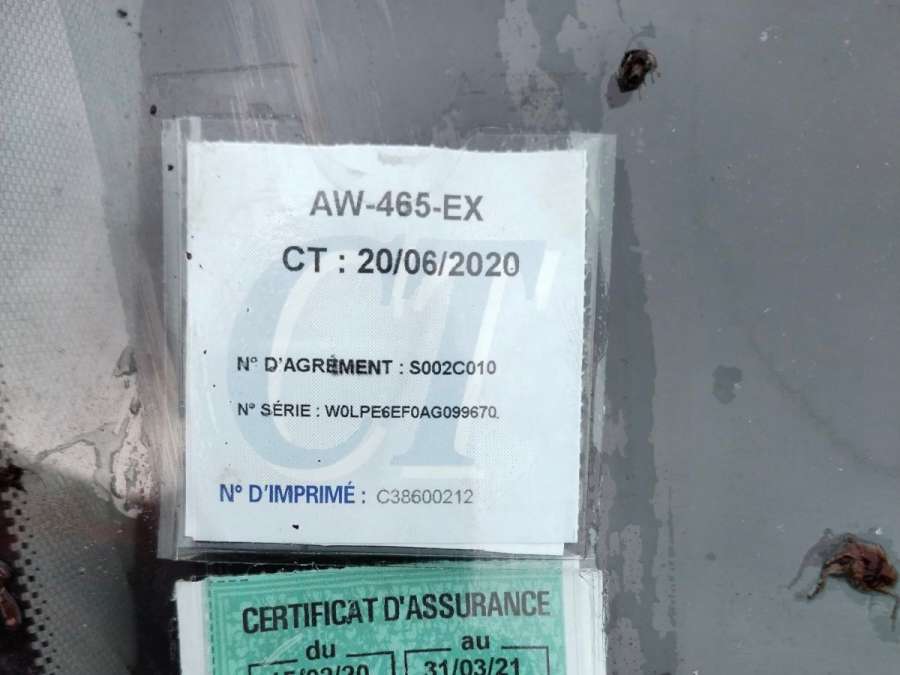 AW-465-EX
CT : 20/06/2020
N° D'AGRÉMENT : S002C010
N° SÉRIE : W0LPE6EF0AG099670
N° D'IMPRIMÉ : C38600212
CERTIFICAT D'ASSURANCE
du au
31/03/21